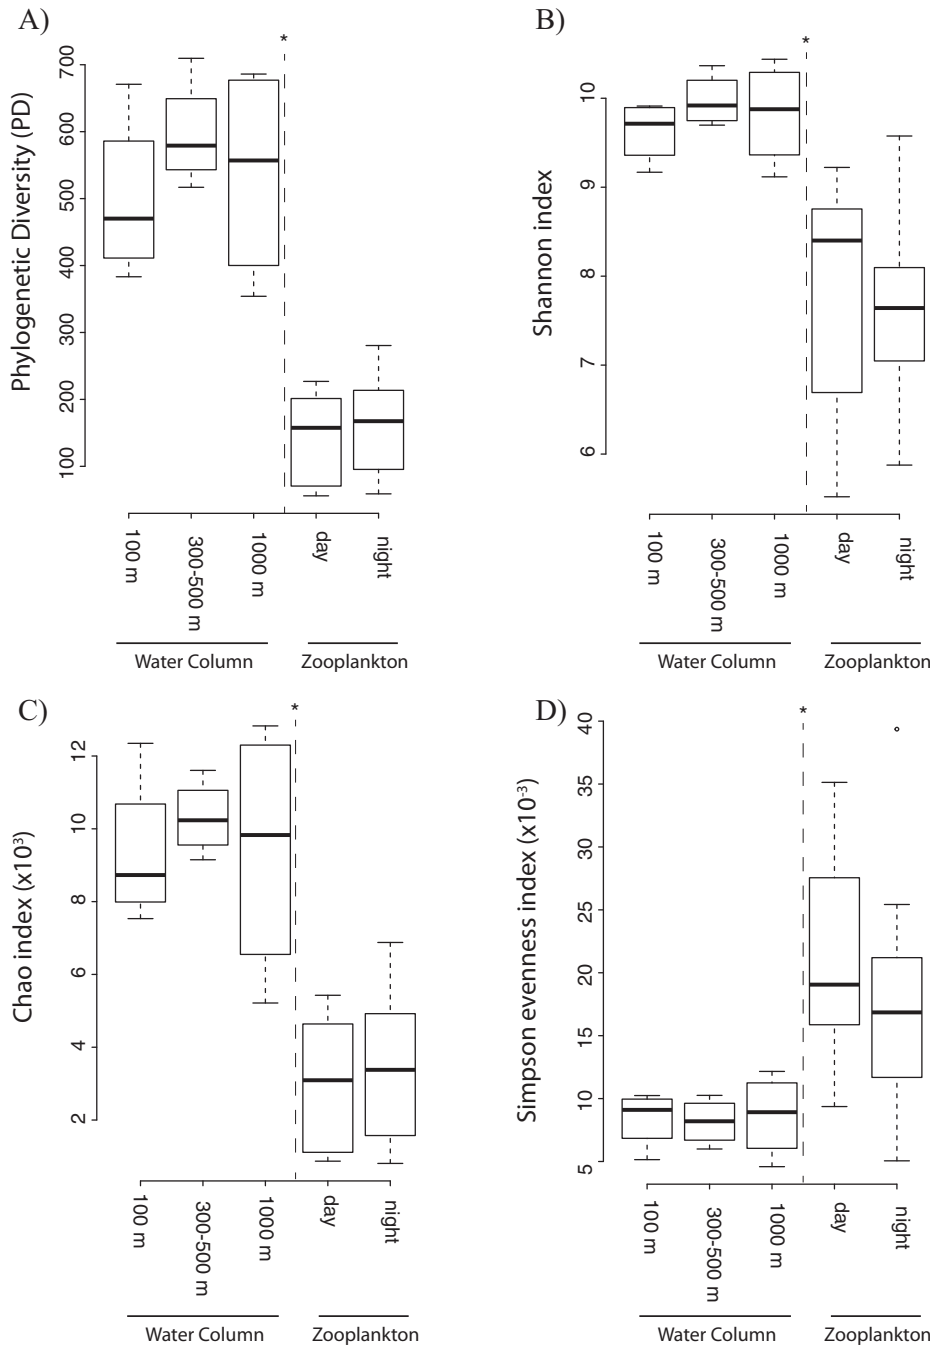 A)
*
Phylogenetic Diversity (PD)
700
600
500
400
300
200
100
100 m
300-500 m
1000 m
day
night
Water Column
Zooplankton
B)
*
Shannon index
10
9
8
7
6
100 m
300-500 m
1000 m
day
night
Water Column
Zooplankton
C)
*
Chao index (x10³)
12
10
8
6
4
2
100 m
300-500 m
1000 m
day
night
Water Column
Zooplankton
D)
*
Simpson evenness index (x10⁻³)
40
35
30
25
20
15
10
5
100 m
300-500 m
1000 m
day
night
Water Column
Zooplankton